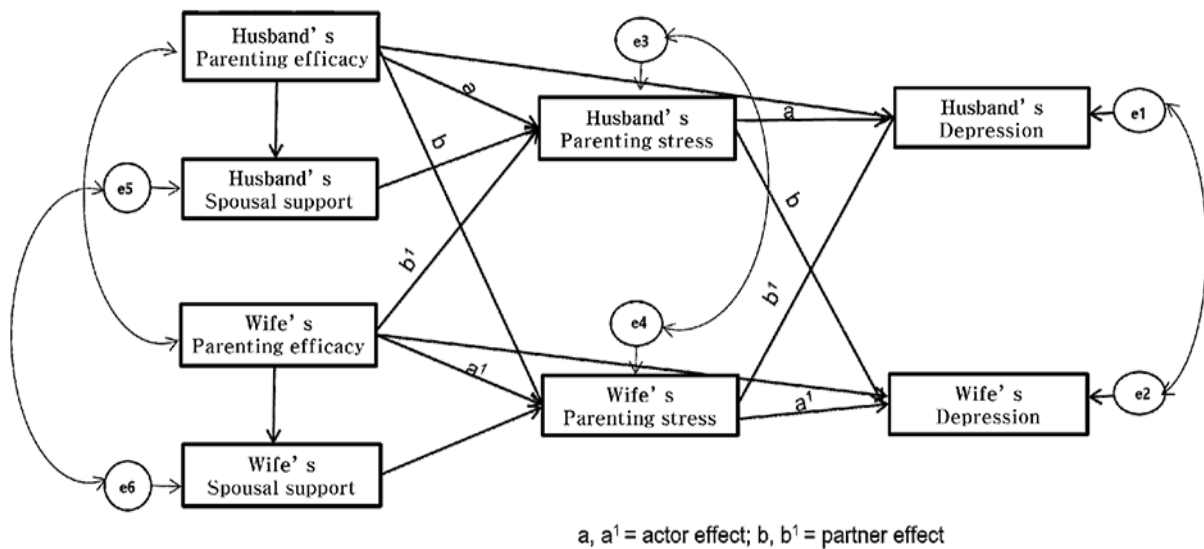 Husband’ s
Parenting efficacy
e3
a
Husband’ s
Parenting stress
a
Husband’ s
Depression
e1
b
e5
Husband’ s
Spousal support
b
b¹
b¹
Wife’ s
Parenting efficacy
e4
a¹
Wife’ s
Parenting stress
a¹
Wife’ s
Depression
e2
e6
Wife’ s
Spousal support
a, a¹ = actor effect; b, b¹ = partner effect